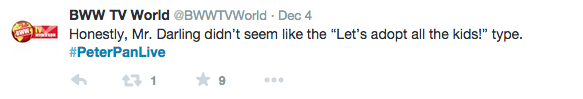 BWW TV World @BWWTVWorld · Dec 4
Honestly, Mr. Darling didn't seem like the “Let's adopt all the kids!” type.
#PeterPanLive
1 9 •••